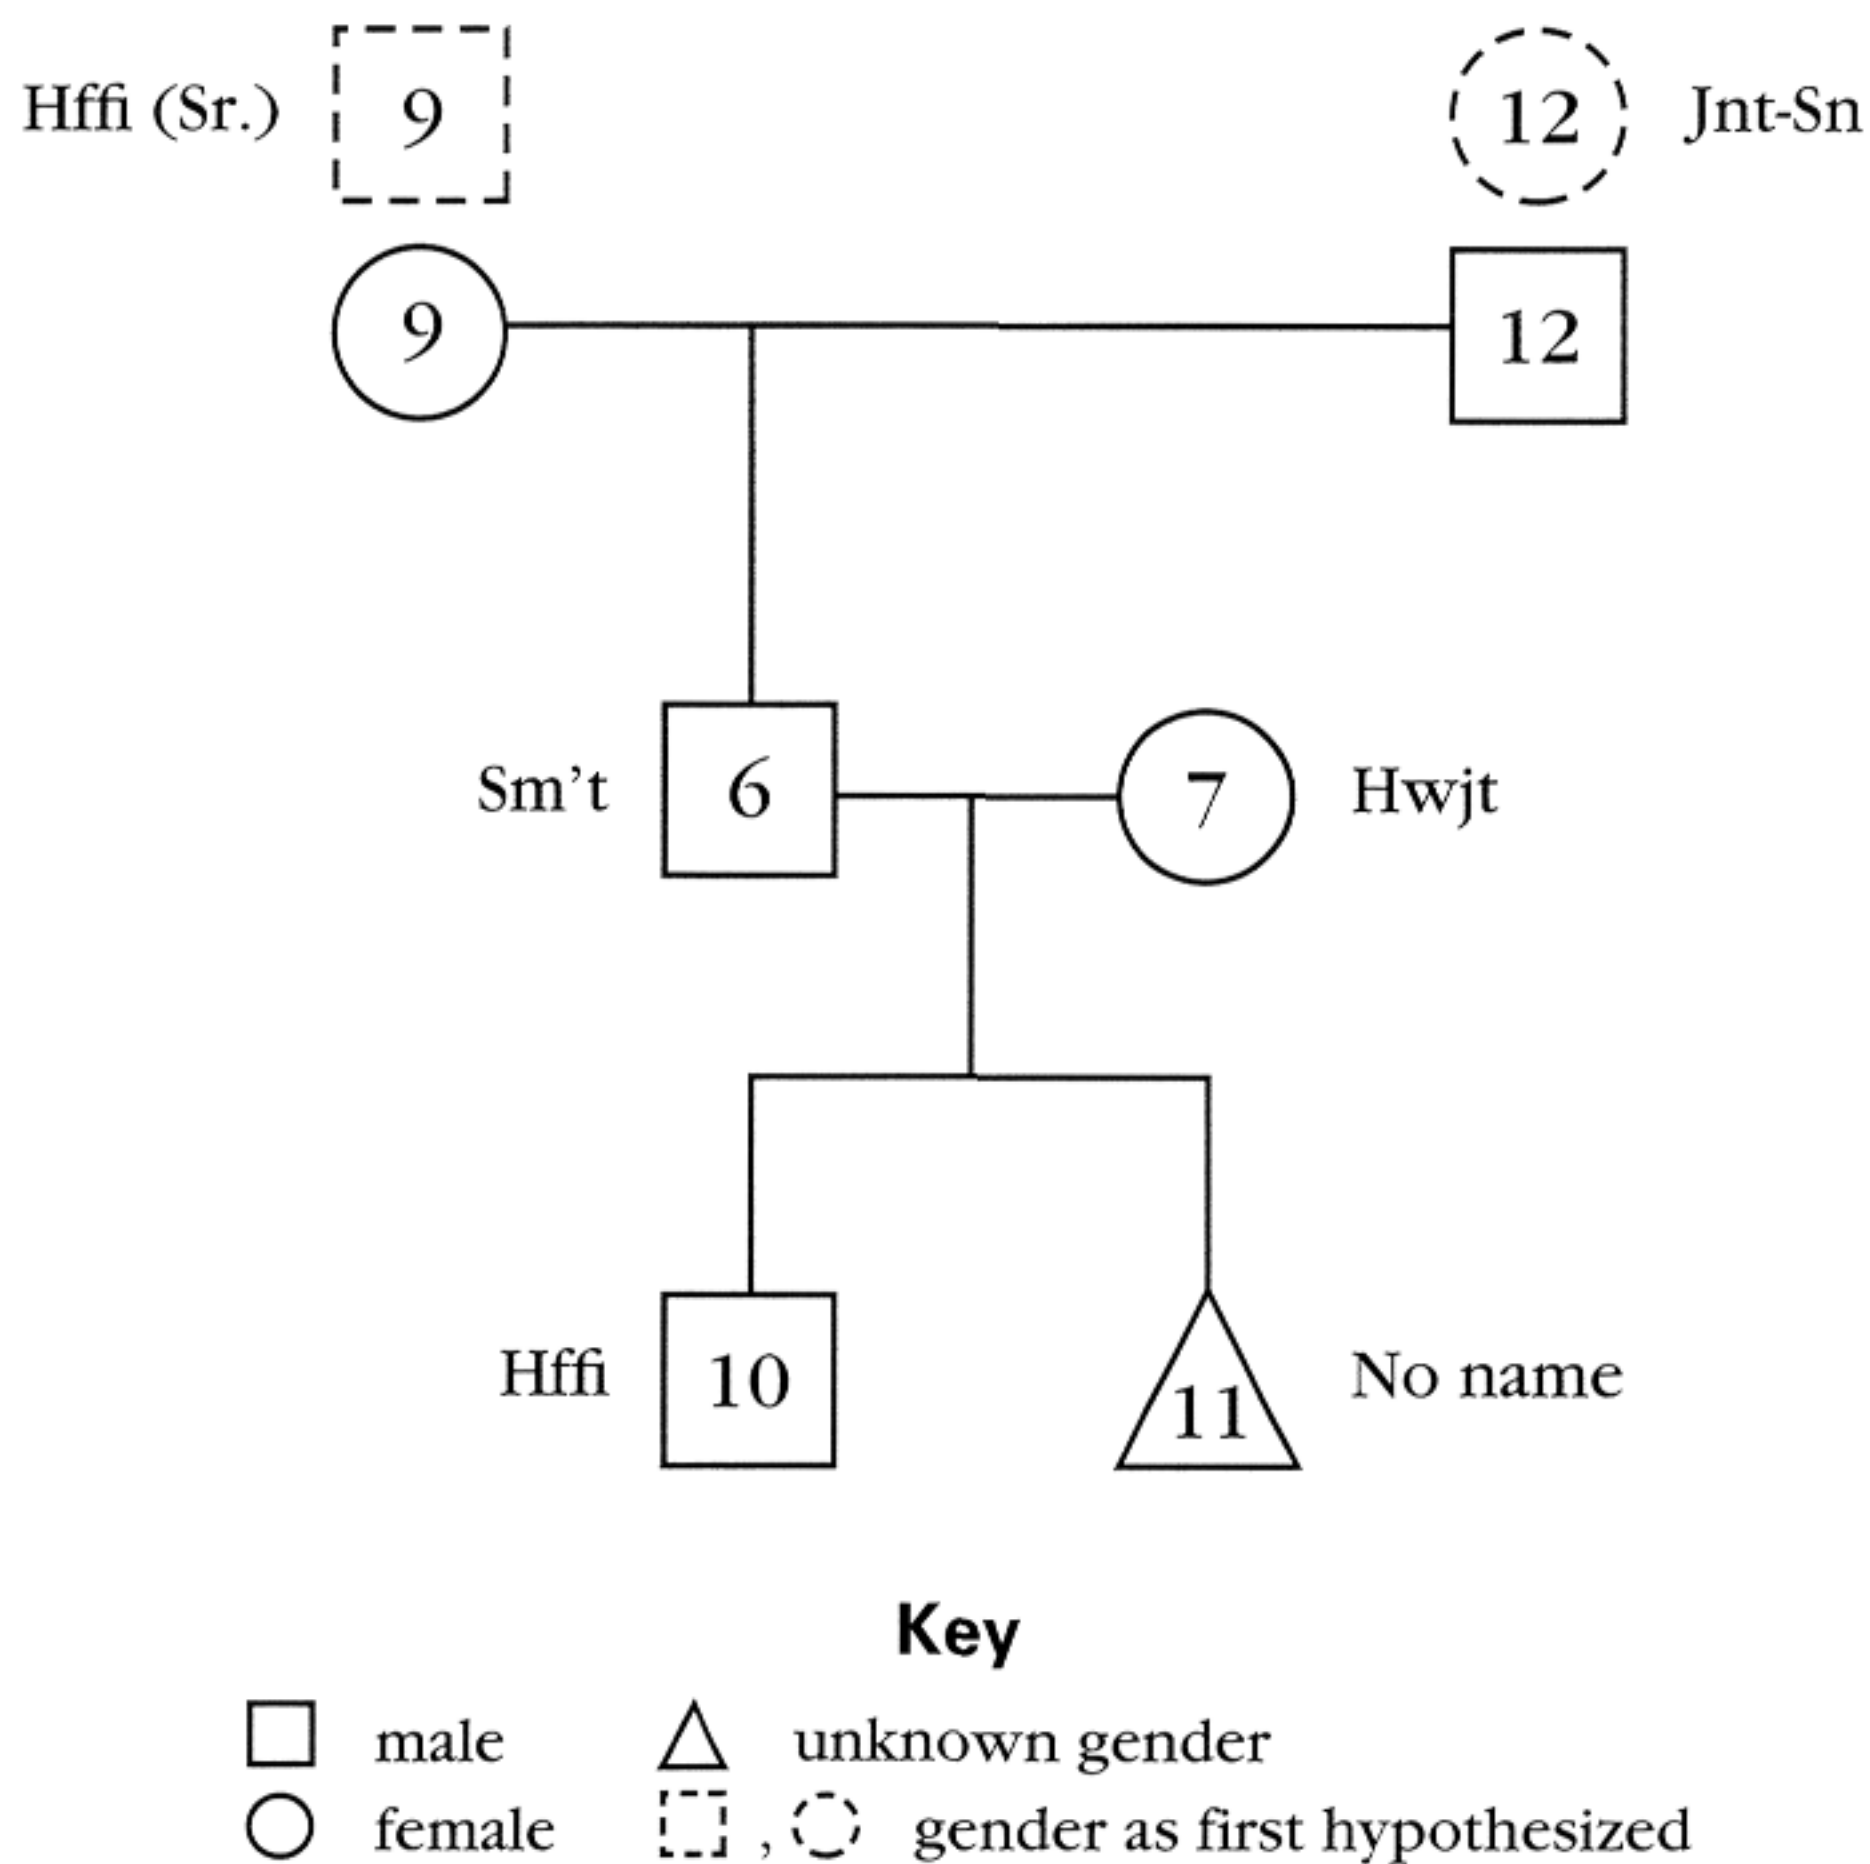 Hffi (Sr.) 9 12 Jnt-Sn
9 12
Sm't 6 7 Hwjt
Hffi 10 11 No name
Key
male unknown gender
female , gender as first hypothesized